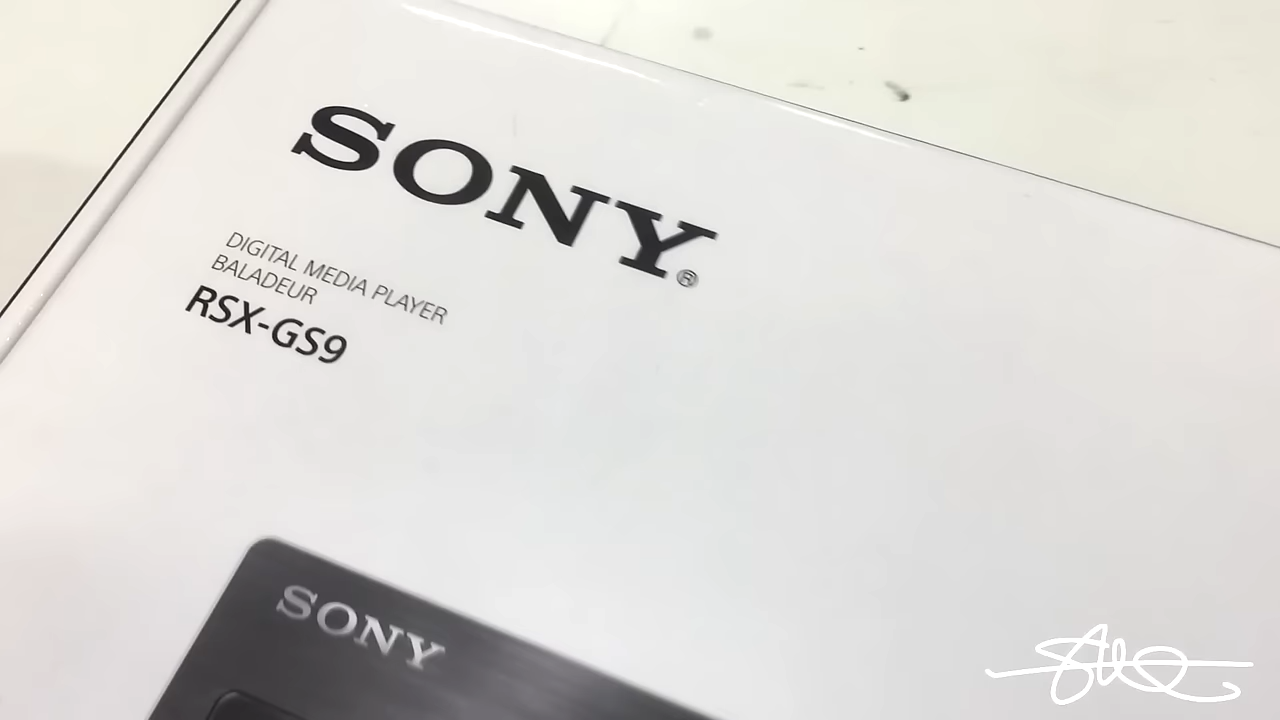 SONY®
DIGITAL MEDIA PLAYER
BALADEUR
RSX-GS9
SONY